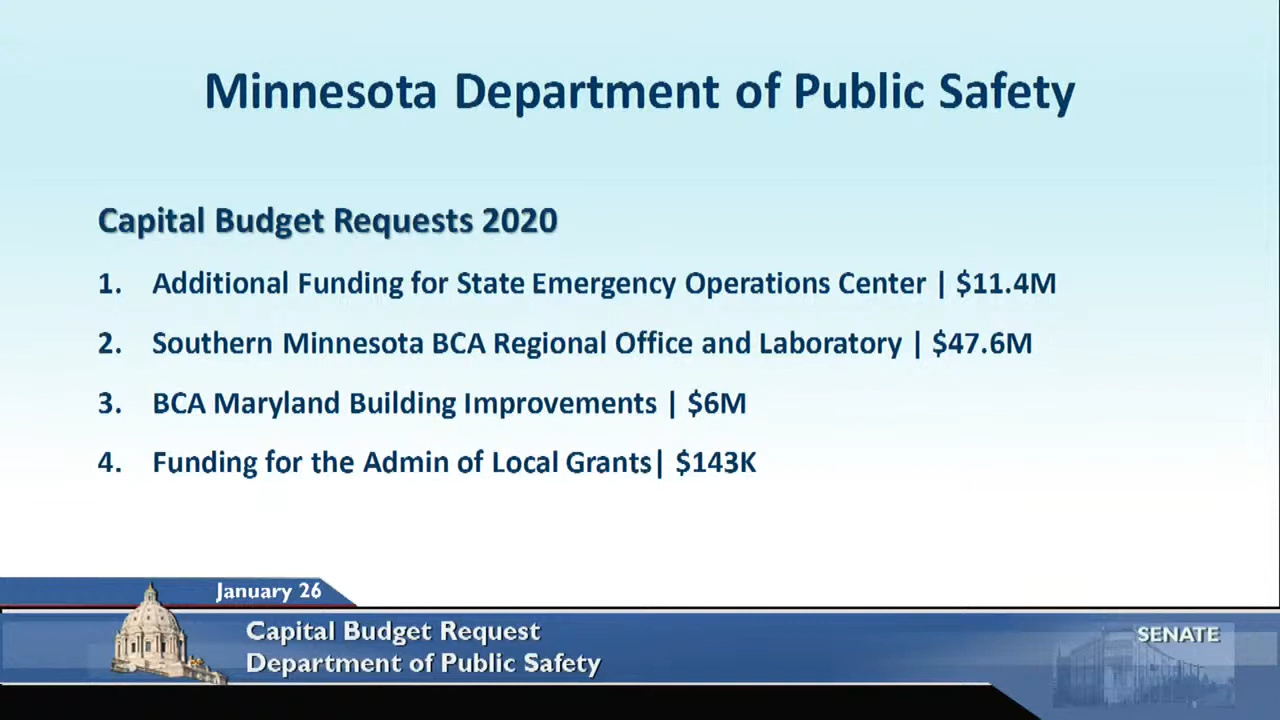 Minnesota Department of Public Safety
Capital Budget Requests 2020
1. Additional Funding for State Emergency Operations Center | $11.4M
2. Southern Minnesota BCA Regional Office and Laboratory | $47.6M
3. BCA Maryland Building Improvements | $6M
4. Funding for the Admin of Local Grants| $143K
January 26
Capital Budget Request
Department of Public Safety
SENATE